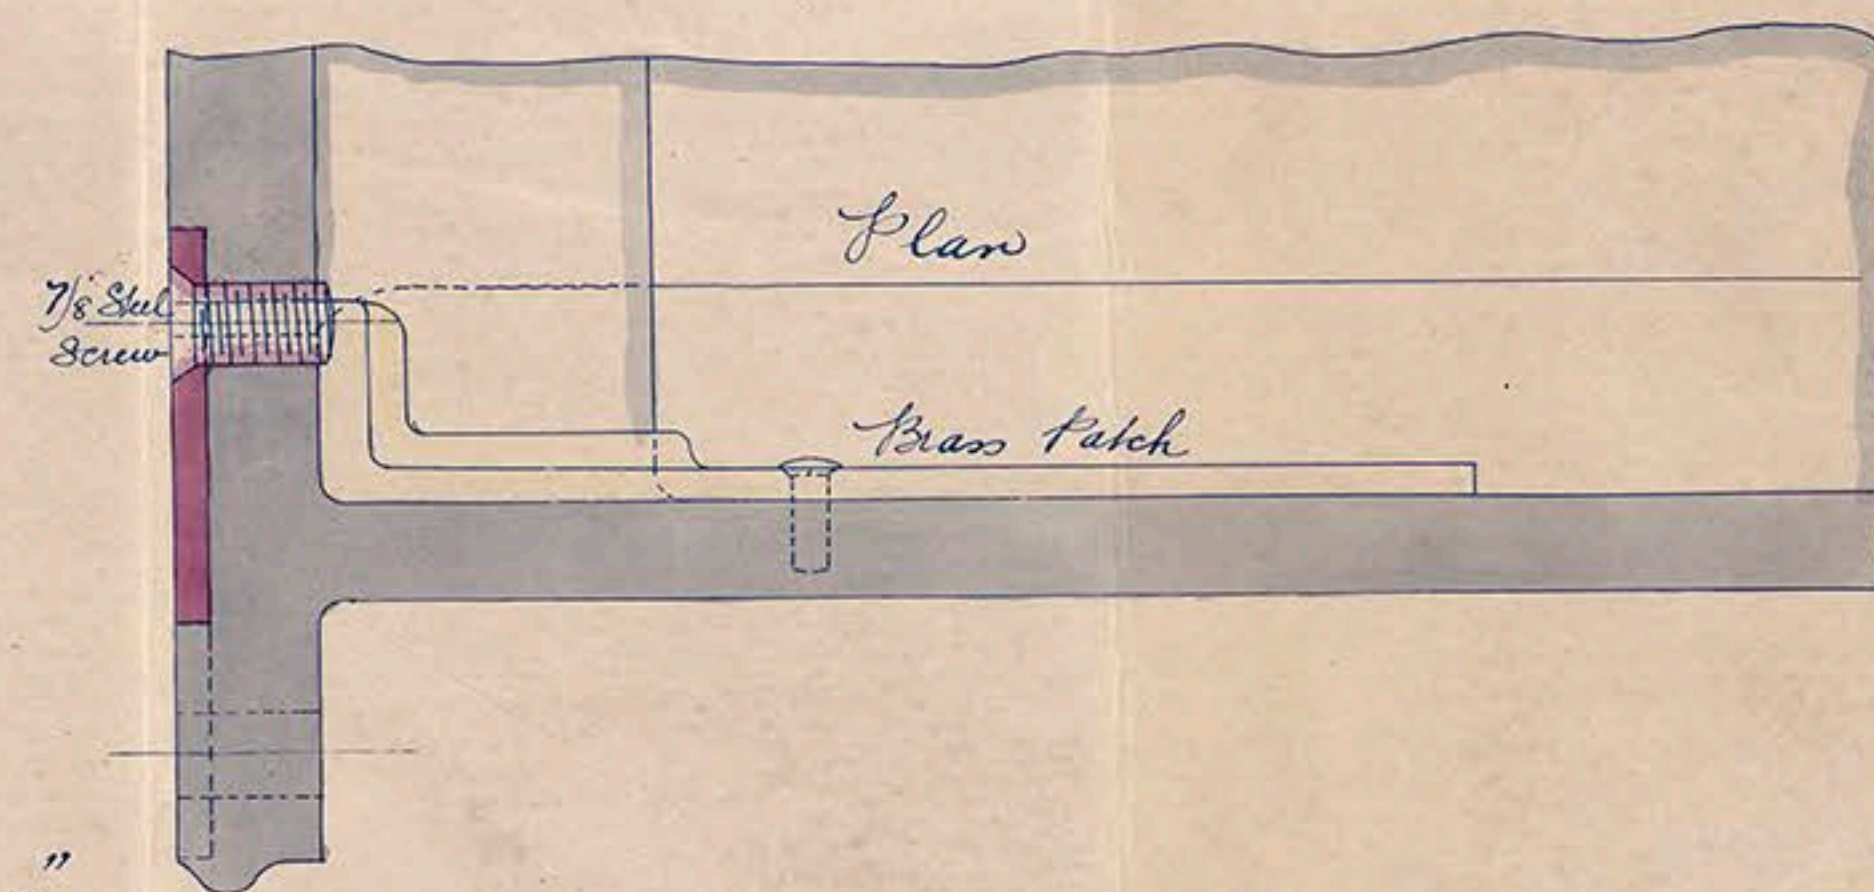 Plan
7/8" Steel
Screw
Brass Patch
"